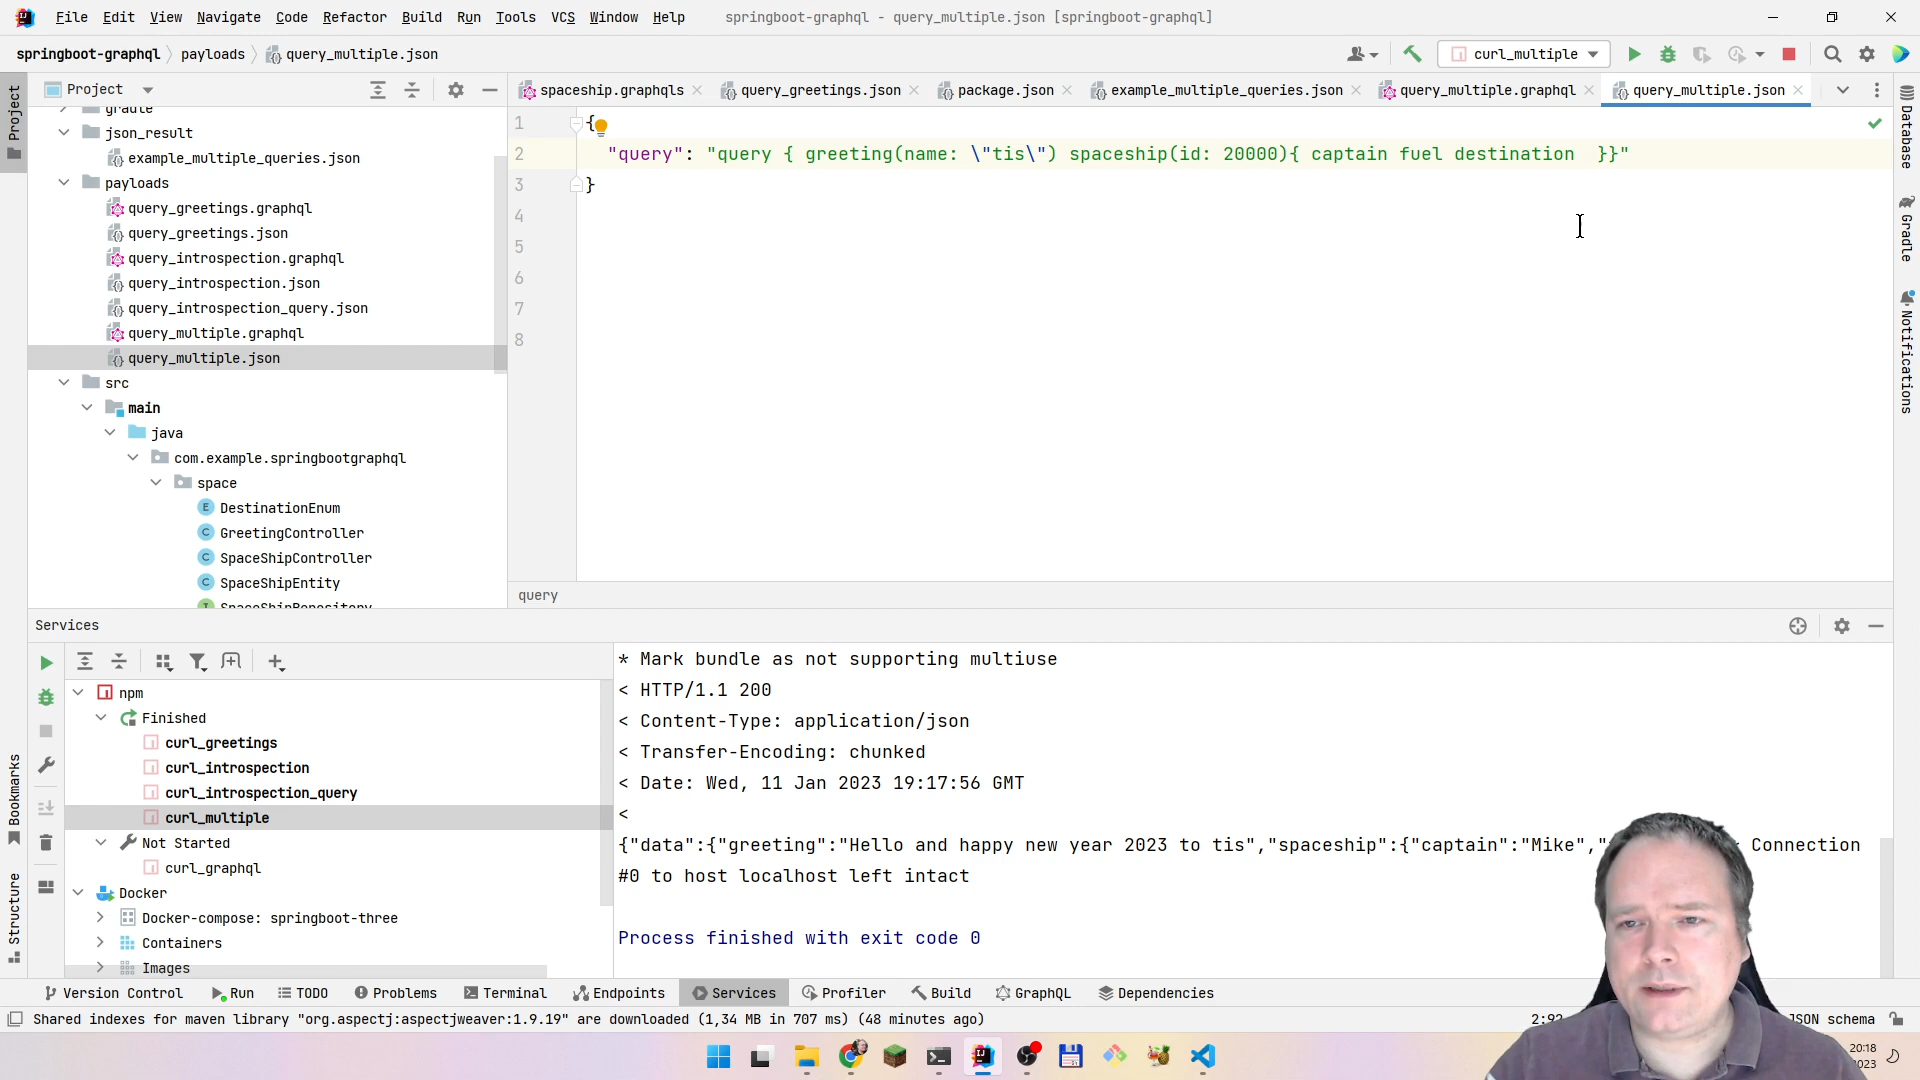 File Edit View Navigate Code Refactor Build Run Tools VCS Window Help springboot-graphql - query_multiple.json [springboot-graphql]
springboot-graphql payloads query_multiple.json curl_multiple
Project
spaceship.graphqls query_greetings.json package.json example_multiple_queries.json query_multiple.graphql query_multiple.json
Project
Database
Gradle
Notifications
gradle
json_result
example_multiple_queries.json
payloads
query_greetings.graphql
query_greetings.json
query_introspection.graphql
query_introspection.json
query_introspection_query.json
query_multiple.graphql
query_multiple.json
src
main
java
com.example.springbootgraphql
space
DestinationEnum
GreetingController
SpaceShipController
SpaceShipEntity
SpaceShipRepository
1 {
2 "query": "query { greeting(name: \"tis\") spaceship(id: 20000){ captain fuel destination  }}"
3 }
4
5
6
7
8
query
Services
npm
Finished
curl_greetings
curl_introspection
curl_introspection_query
curl_multiple
Not Started
curl_graphql
Docker
Docker-compose: springboot-three
Containers
Images
Bookmarks
Structure
* Mark bundle as not supporting multiuse
< HTTP/1.1 200
< Content-Type: application/json
< Transfer-Encoding: chunked
< Date: Wed, 11 Jan 2023 19:17:56 GMT
<
{"data":{"greeting":"Hello and happy new year 2023 to tis","spaceship":{"captain":"Mike"," Connection
#0 to host localhost left intact
Process finished with exit code 0
Version Control Run TODO Problems Terminal Services Endpoints Profiler Build GraphQL Dependencies
Shared indexes for maven library "org.aspectj:aspectjweaver:1.9.19" are downloaded (1,34 MB in 707 ms) (48 minutes ago) 2:92 JSON schema
20:18
2023